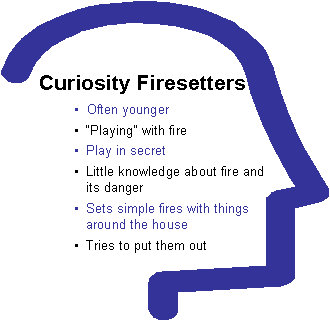 Curiosity Firesetters
• Often younger
• "Playing" with fire
• Play in secret
• Little knowledge about fire and
its danger
• Sets simple fires with things
around the house
• Tries to put them out